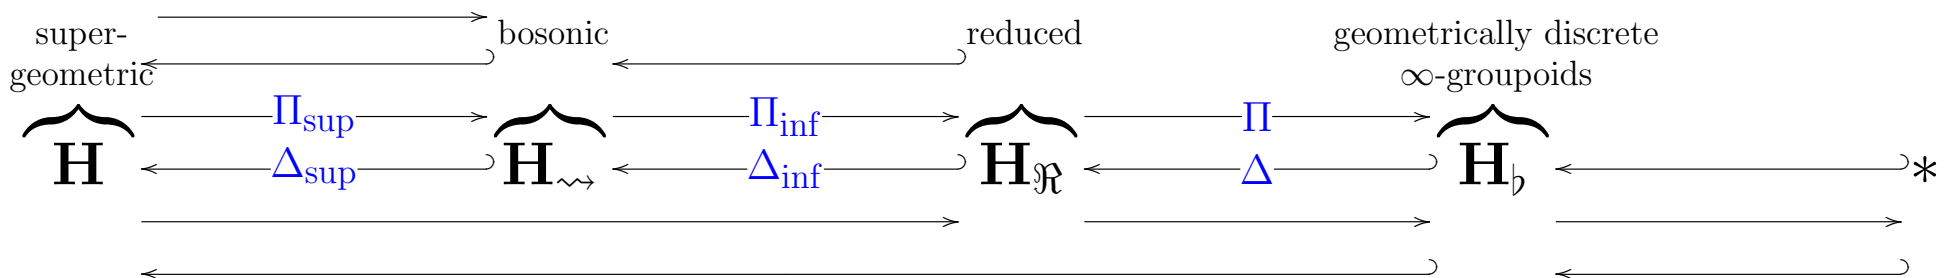 super-
geometric
bosonic
reduced
geometrically discrete
∞-groupoids
Π_sup
Π_inf
Π
H
Δ_sup
H_⇝
Δ_inf
H_ℜ
Δ
H_♭
*